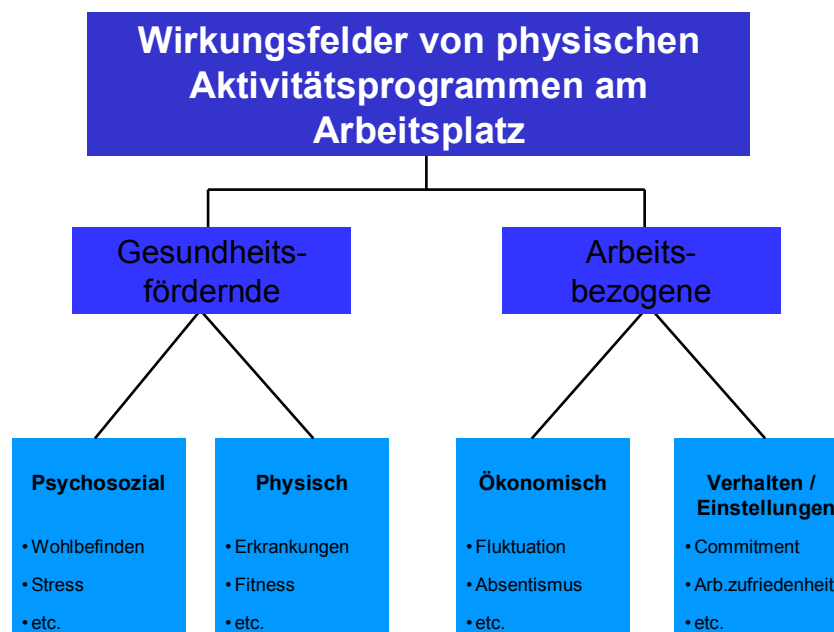 Wirkungsfelder von physischen
Aktivitätsprogrammen am
Arbeitsplatz
Gesundheits-
fördernde
Arbeits-
bezogene
Psychosozial
• Wohlbefinden
• Stress
• etc.
Physisch
• Erkrankungen
• Fitness
• etc.
Ökonomisch
• Fluktuation
• Absentismus
• etc.
Verhalten /
Einstellungen
• Commitment
• Arb.zufriedenheit
• etc.